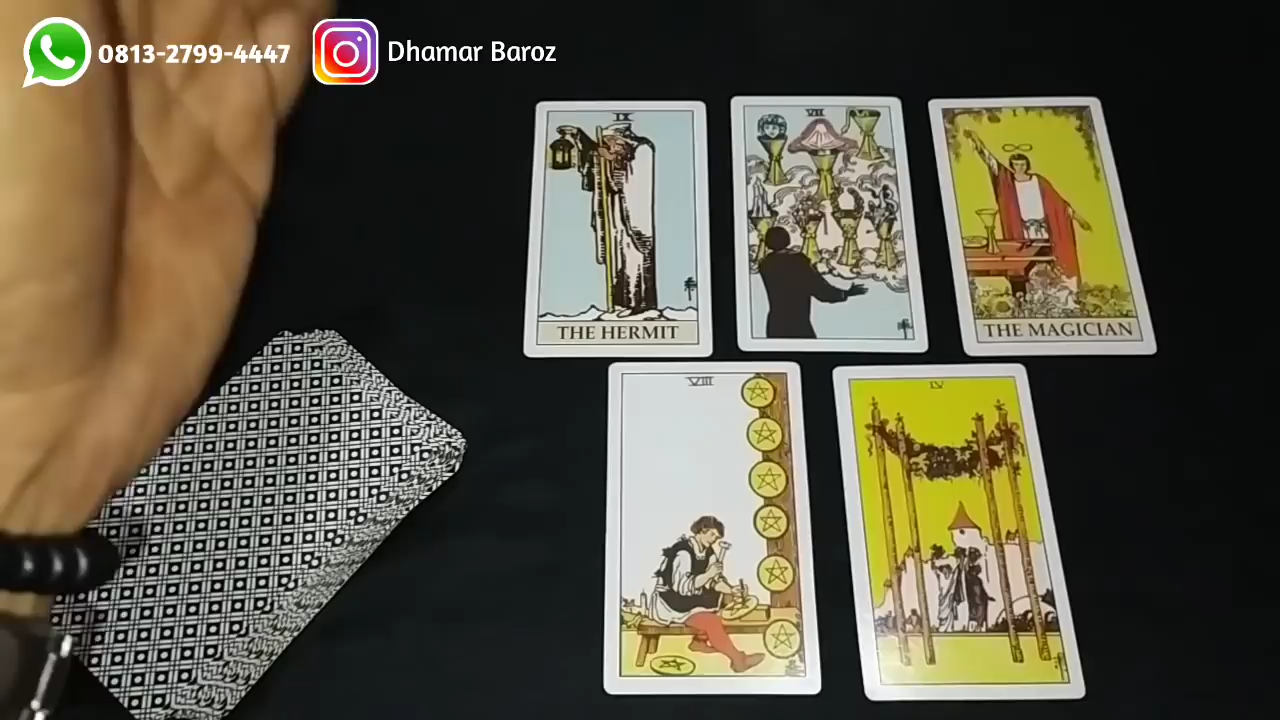 0813-2799-4447
Dhamar Baroz
IX
THE HERMIT
VII
I
THE MAGICIAN
VIII
IV